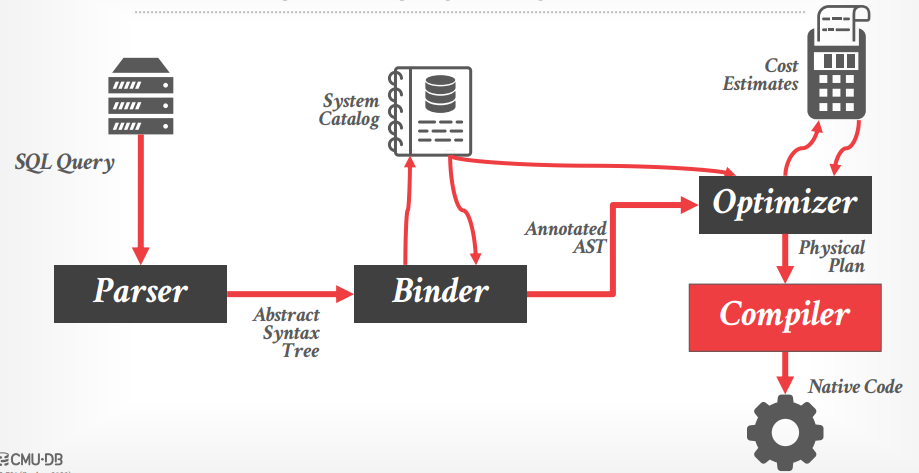 SQL Query
System
Catalog
Cost
Estimates
Parser
Abstract
Syntax
Tree
Binder
Annotated
AST
Optimizer
Physical
Plan
Compiler
Native Code
CMU·DB